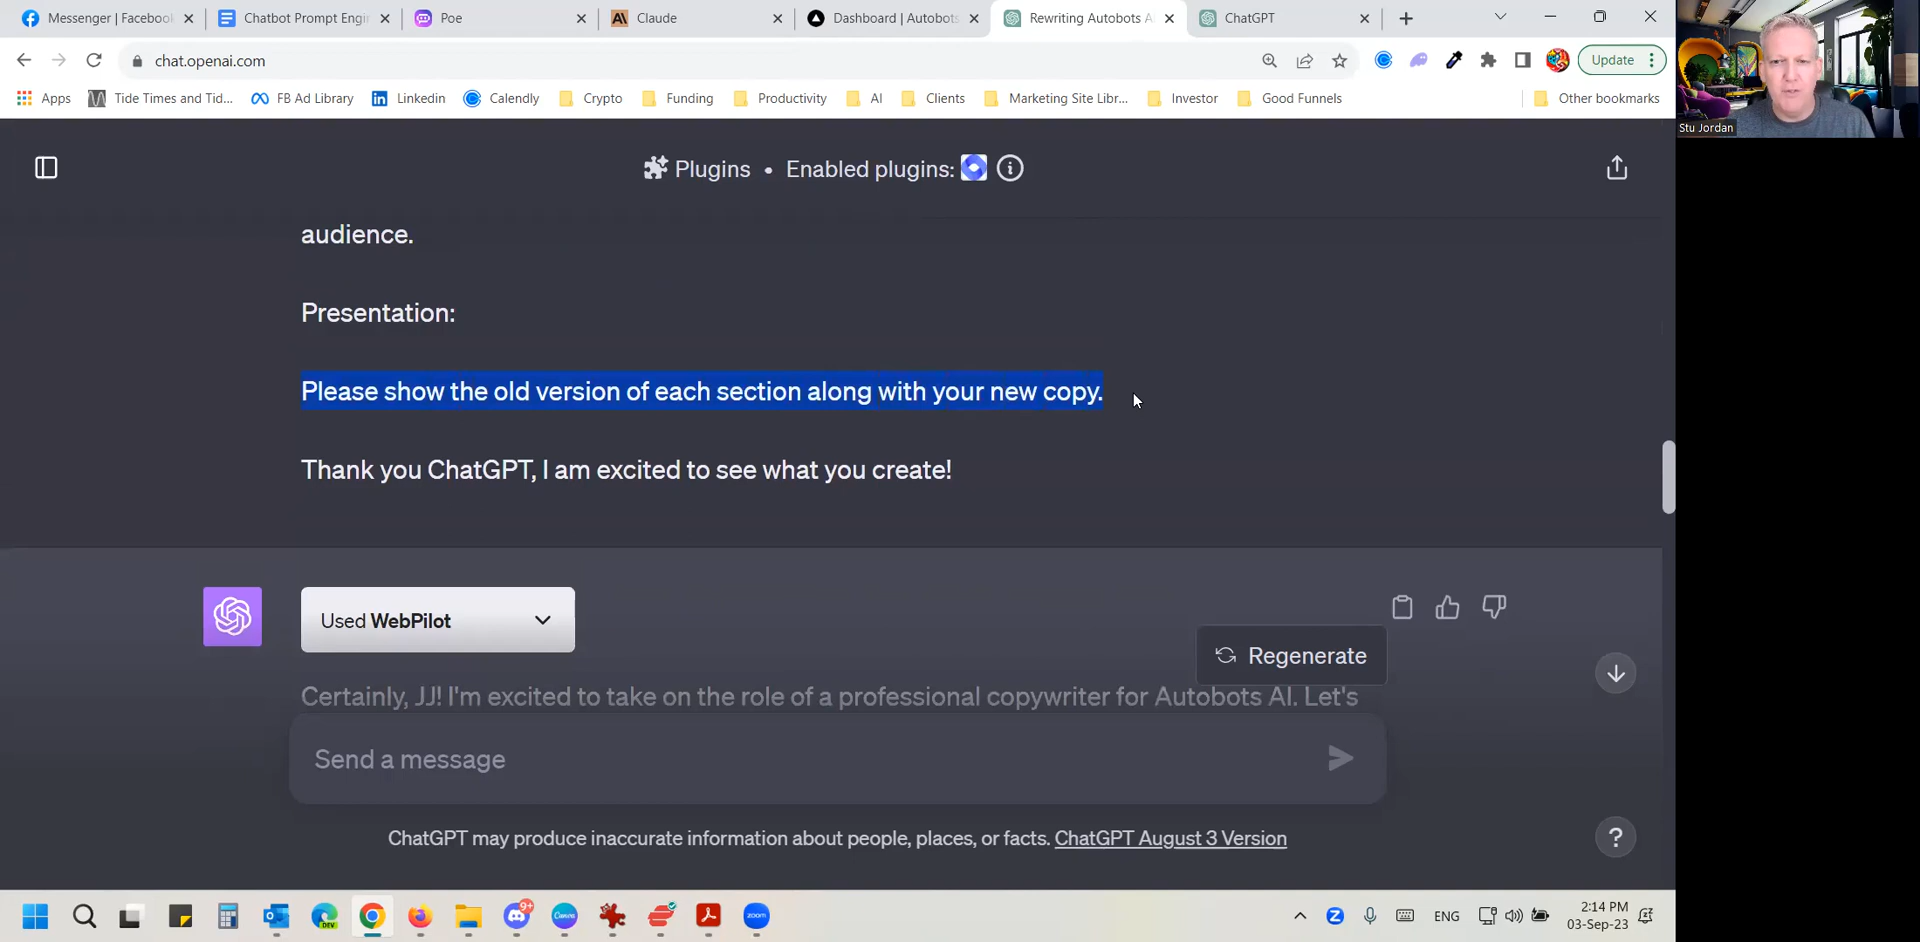 Messenger | Facebook
Chatbot Prompt Engi
Poe
Claude
Dashboard | Autobots
Rewriting Autobots A
ChatGPT
chat.openai.com
Update
Apps
Tide Times and Tid...
FB Ad Library
Linkedin
Calendly
Crypto
Funding
Productivity
AI
Clients
Marketing Site Libr...
Investor
Good Funnels
Other bookmarks
Stu Jordan
Plugins • Enabled plugins:
audience.
Presentation:
Please show the old version of each section along with your new copy.
Thank you ChatGPT, I am excited to see what you create!
Used WebPilot
Regenerate
Certainly, JJ! I'm excited to take on the role of a professional copywriter for Autobots AI. Let's
Send a message
ChatGPT may produce inaccurate information about people, places, or facts. ChatGPT August 3 Version
?
DEV
9+
Canva
zoom
Z
ENG
2:14 PM
03-Sep-23